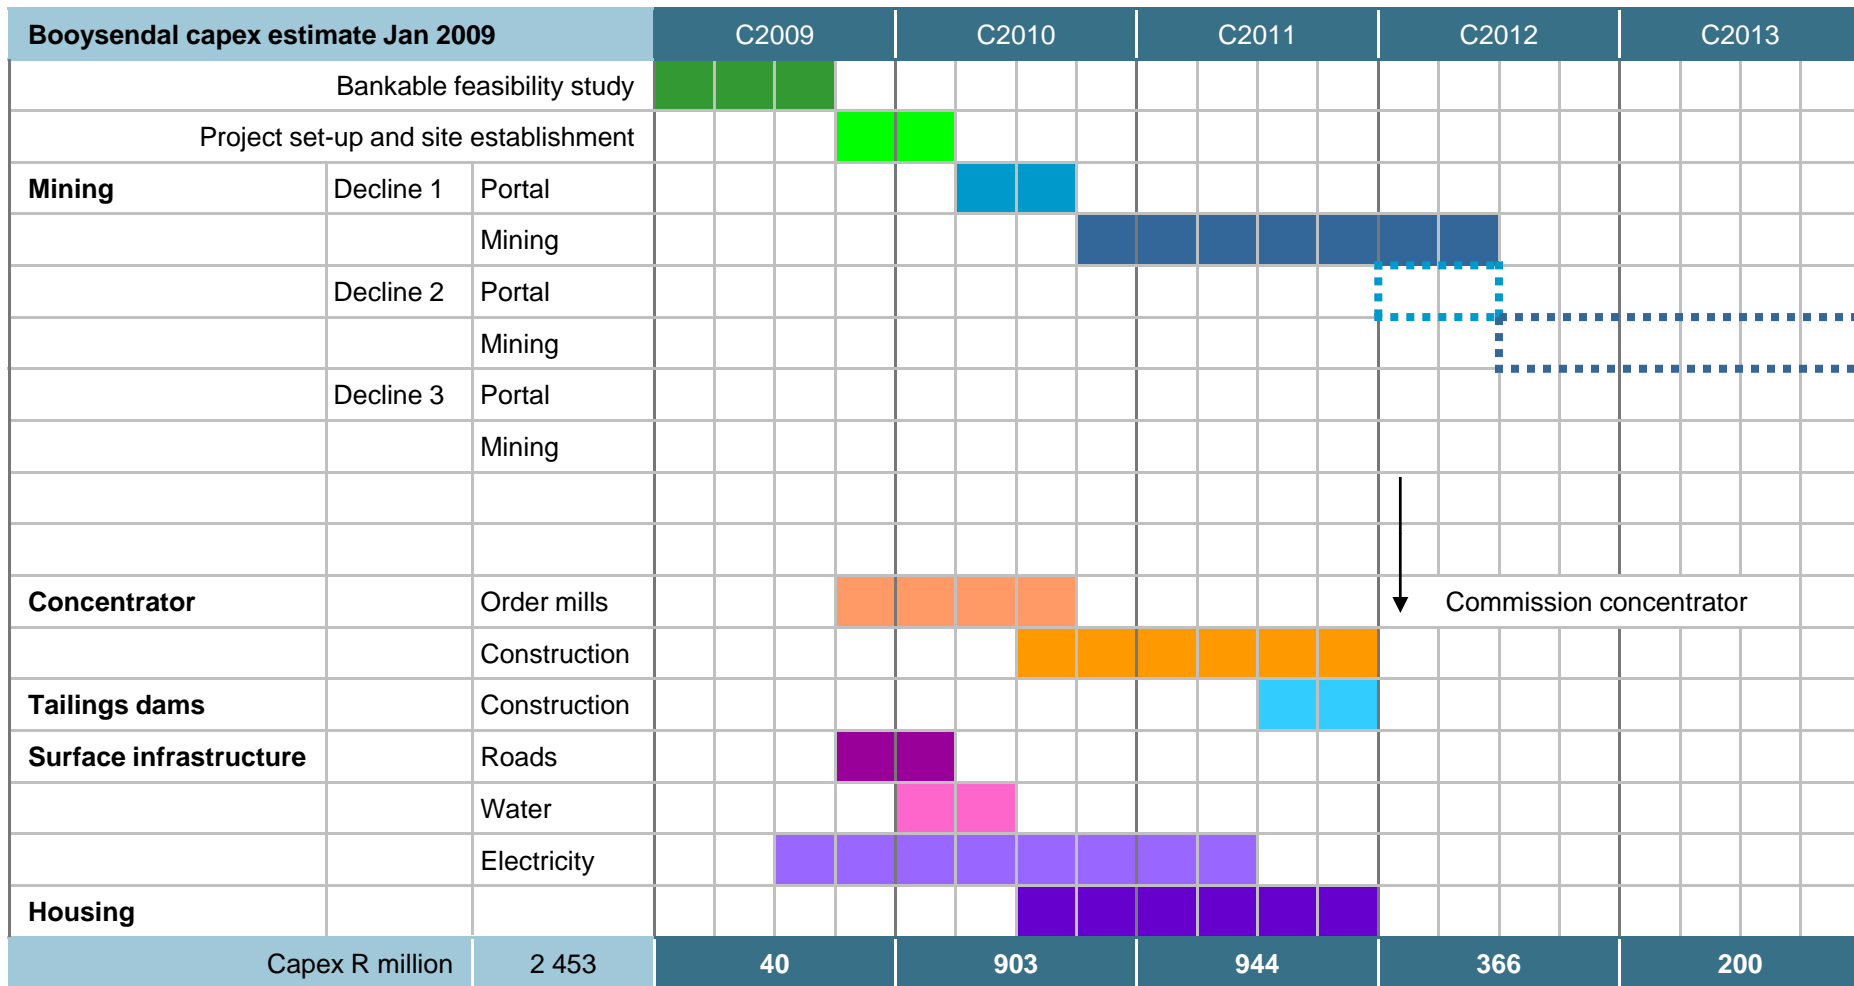 Booysendal capex estimate Jan 2009 C2009 C2010 C2011 C2012 C2013
Bankable feasibility study
Project set-up and site establishment
Mining Decline 1 Portal
Mining
Decline 2 Portal
Mining
Decline 3 Portal
Mining
Concentrator Order mills Commission concentrator
Construction
Tailings dams Construction
Surface infrastructure Roads
Water
Electricity
Housing
Capex R million 2 453 40 903 944 366 200